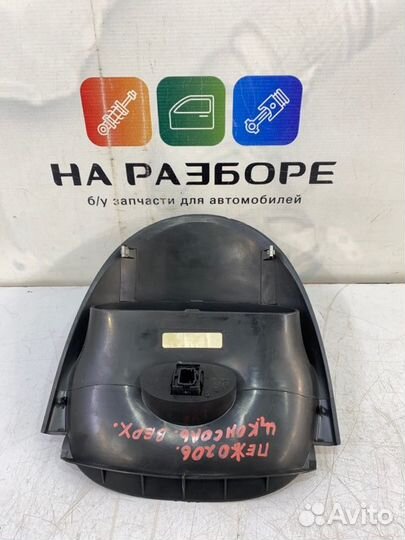 НА РАЗБОРЕ
б/у запчасти для автомобилей
ПЕЖО206.
Ц.КОНСОЛЬ. ВЕРХ.
Avito